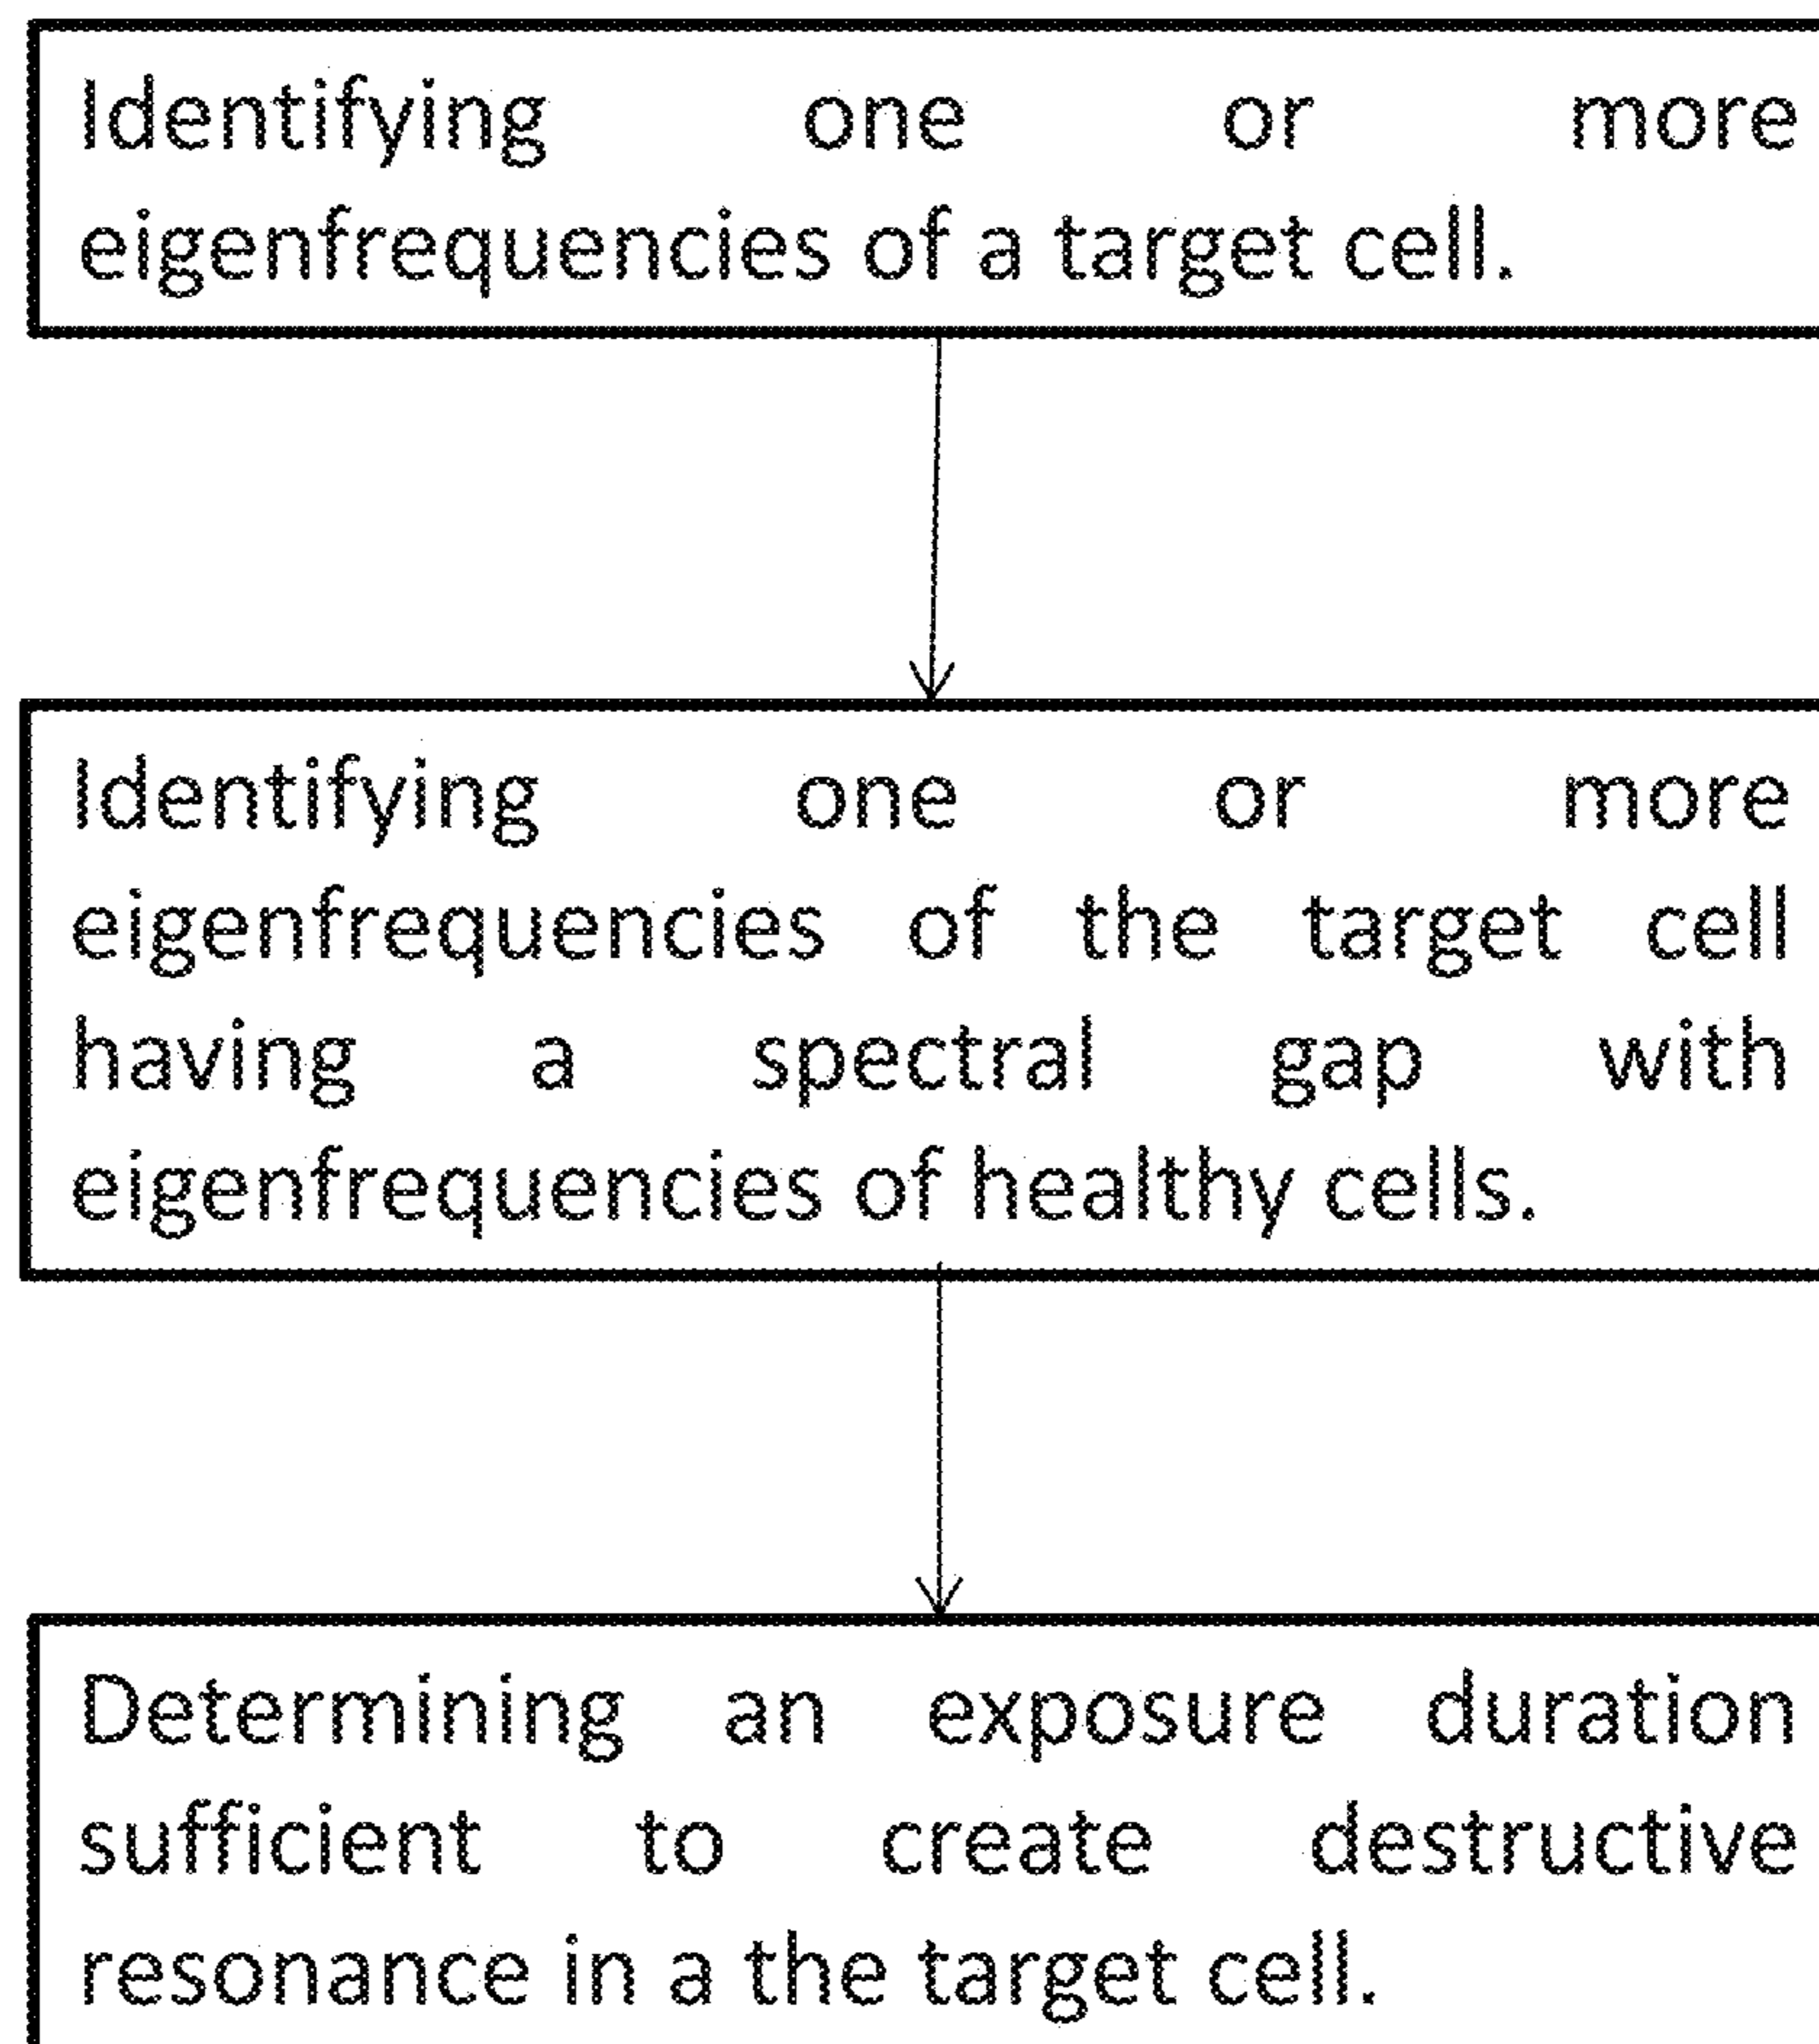 Identifying one or more
eigenfrequencies of a target cell.
Identifying one or more
eigenfrequencies of the target cell
having a spectral gap with
eigenfrequencies of healthy cells.
Determining an exposure duration
sufficient to create destructive
resonance in a the target cell.